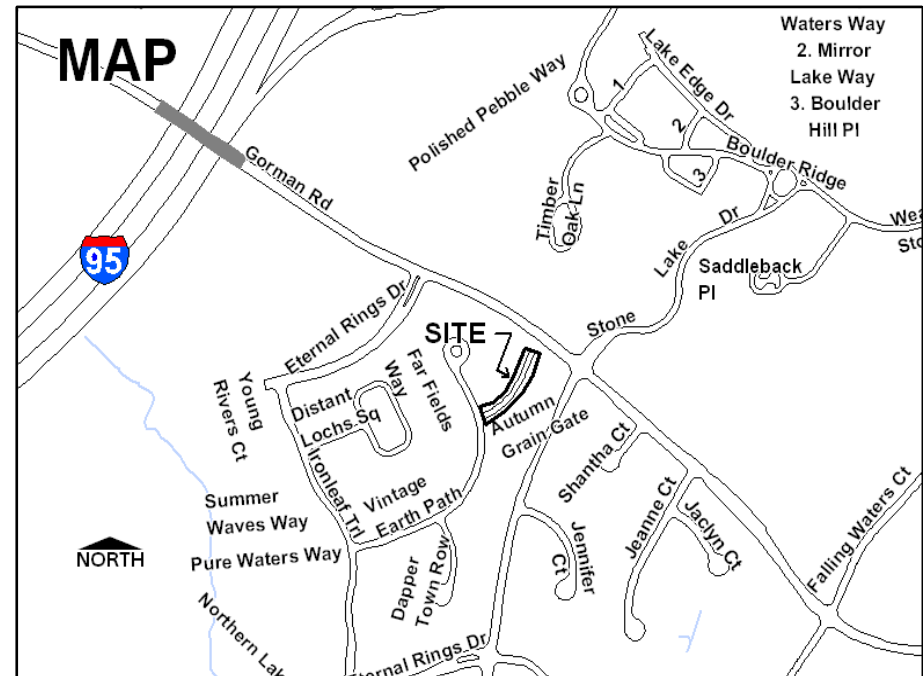 MAP
Waters Way
2. Mirror
Lake Way
3. Boulder
Hill Pl
Lake Edge Dr
1
2
3
Polished Pebble Way
Boulder Ridge
Gorman Rd
Timber
Oak Ln
95
Lake Dr
Wea
Sto
Saddleback
Pl
Stone
Eternal Rings Dr
SITE
Young
Rivers Ct
Distant
Lochs Sq
Way
Far Fields
Autumn
Grain Gate
Shantha Ct
Ironleaf Trl
Vintage
Earth Path
Summer
Waves Way
Pure Waters Way
NORTH
Jeanne Ct
Jaclyn Ct
Falling Waters Ct
Jennifer
Ct
Dapper
Town Row
Northern Lake
Eternal Rings Dr